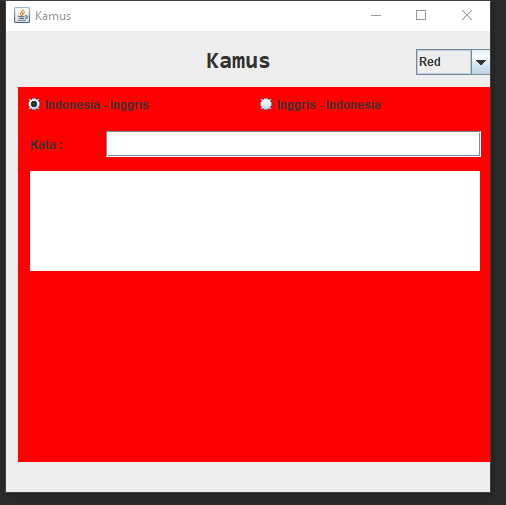 Kamus
Kamus
Red
Indonesia - Inggris
Inggris - Indonesia
Kata :